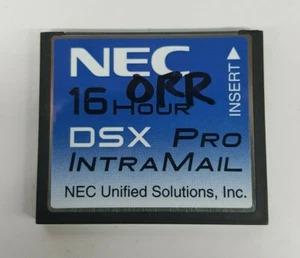 NEC
ORR
16 HOUR
DSX PRO
INTRAMAIL
NEC Unified Solutions, Inc.
INSERT